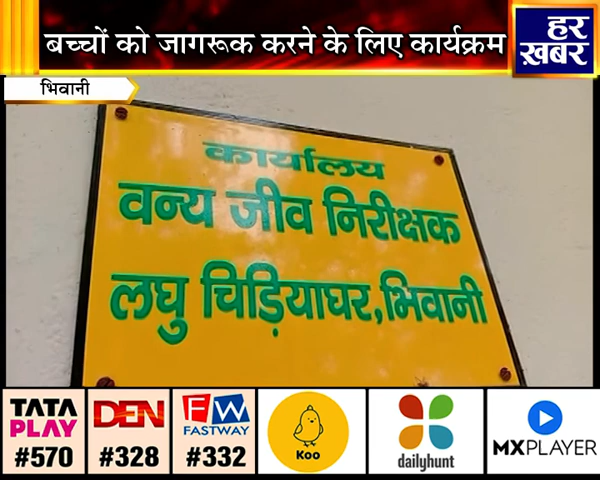 बच्चों को जागरूक करने के लिए कार्यक्रम
हर
ख़बर
भिवानी
कार्यालय
वन्य जीव निरीक्षक
लघु चिड़ियाघर,भिवानी
TATA
PLAY
#570
DEN
#328
FW
FASTWAY
#332
Koo
dailyhunt
MXPLAYER